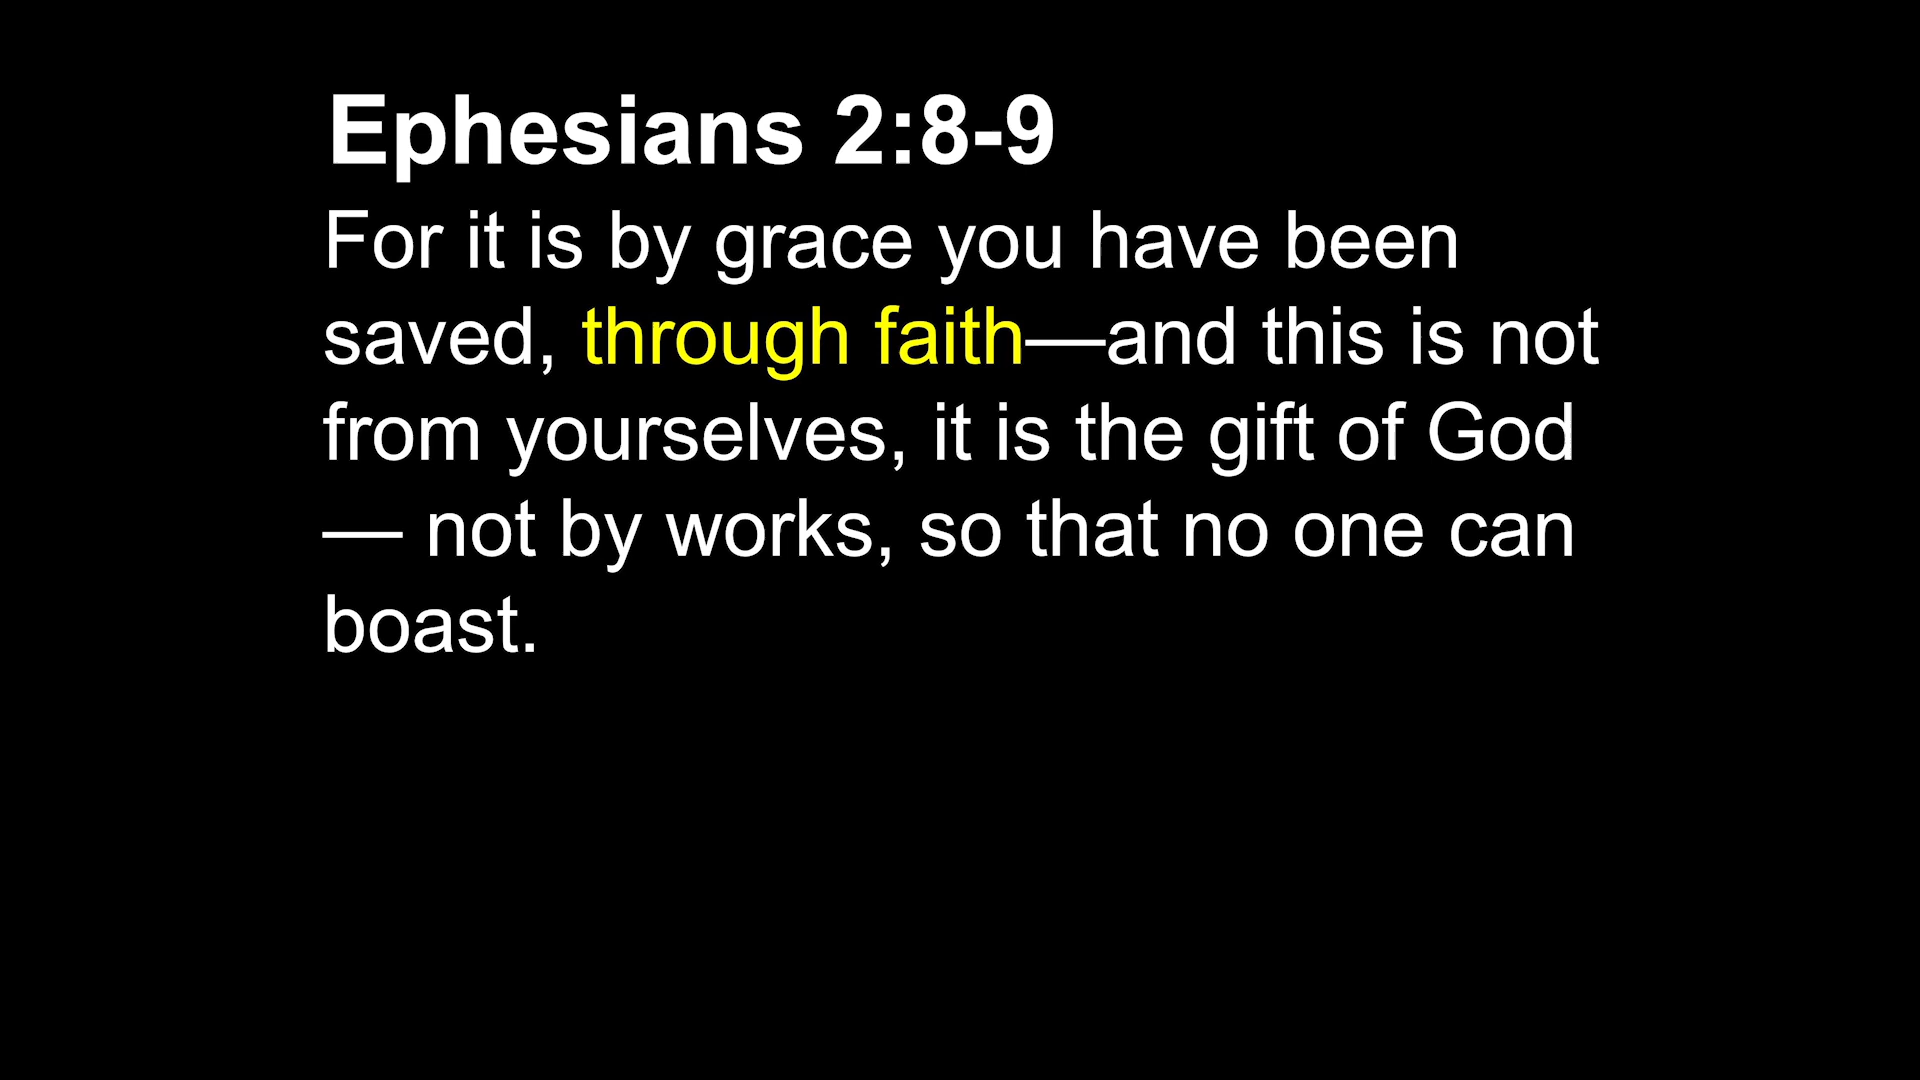 Ephesians 2:8-9
For it is by grace you have been
saved, through faith—and this is not
from yourselves, it is the gift of God
— not by works, so that no one can
boast.